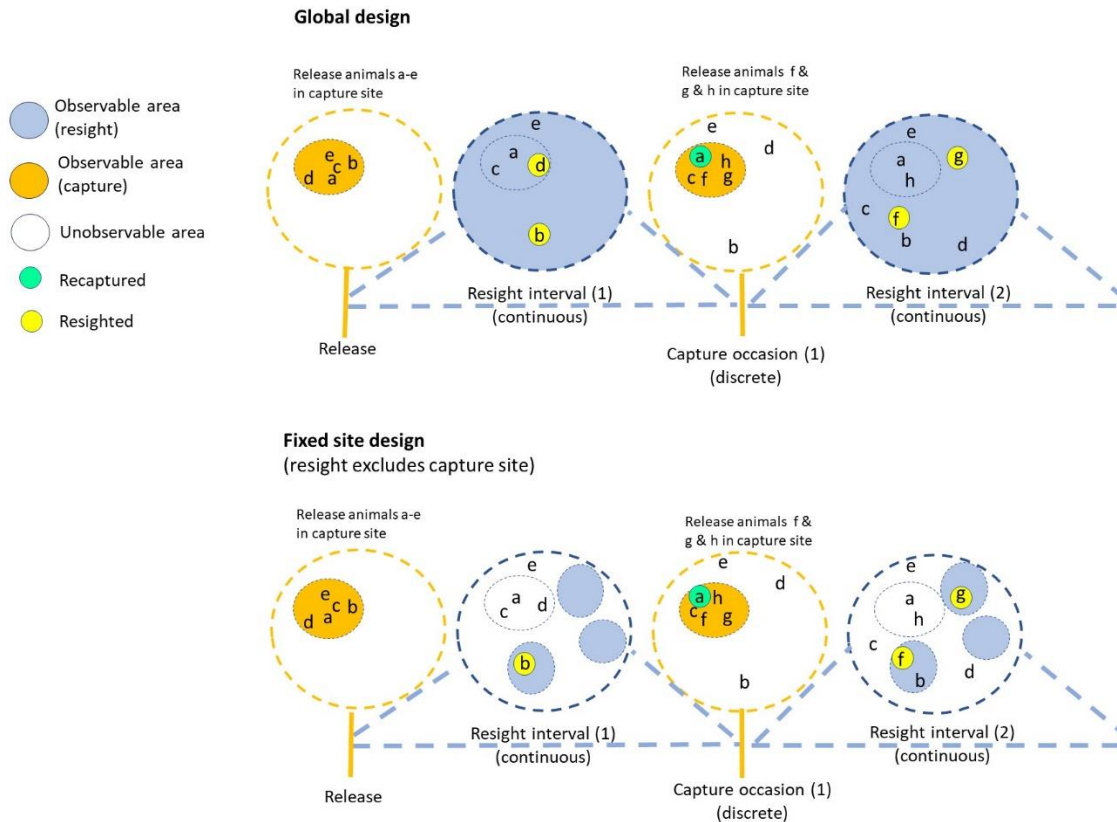 Global design
Release animals a-e
in capture site
Release animals f &
g & h in capture site
Observable area
(resight)
Observable area
(capture)
Unobservable area
Recaptured
Resighted
e
c b
d a
e
a
c d
b
e
d
a h
c f g
b
e
a g
h
c f
b d
Resight interval (1)
(continuous)
Resight interval (2)
(continuous)
Release
Capture occasion (1)
(discrete)
Fixed site design
(resight excludes capture site)
Release animals a-e
in capture site
Release animals f &
g & h in capture site
e
c b
d a
e
a
c d
b
e
d
a h
c f g
b
e
a g
h
c f
b d
Resight interval (1)
(continuous)
Resight interval (2)
(continuous)
Release
Capture occasion (1)
(discrete)